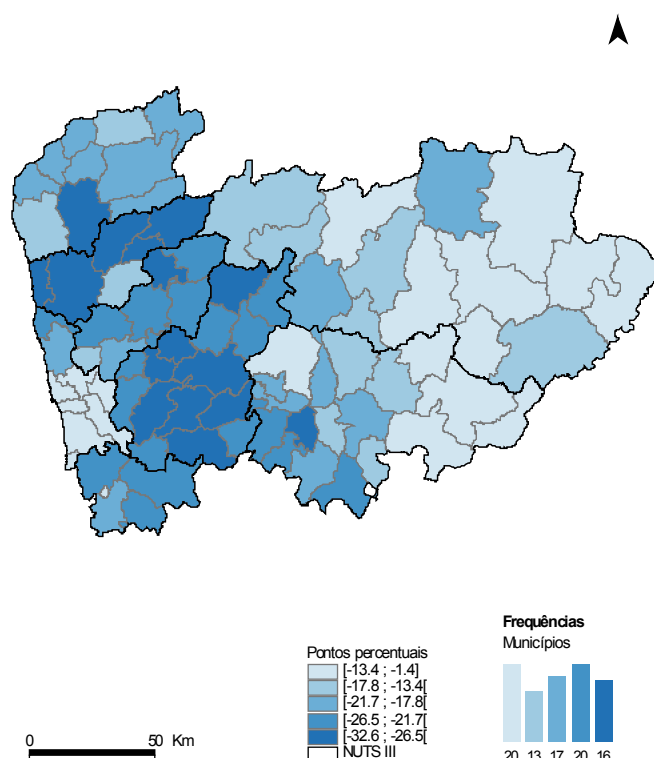 Frequências
Municípios
Pontos percentuais
[-13.4 ; -1.4]
[-17.8 ; -13.4[
[-21.7 ; -17.8[
[-26.5 ; -21.7[
[-32.6 ; -26.5[
NUTS III
0 50 Km
20 13 17 20 16